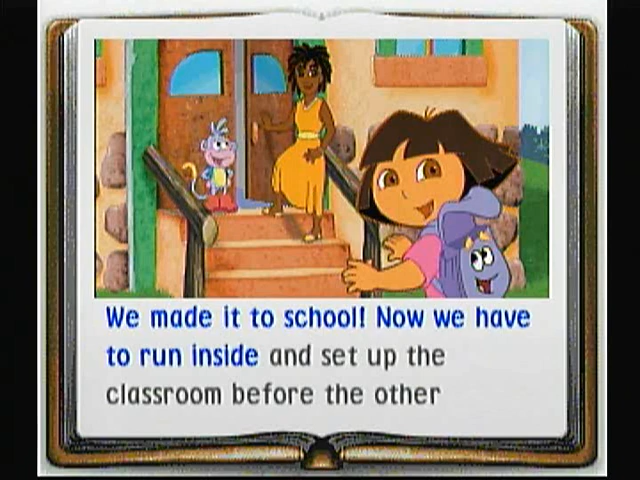 We made it to school! Now we have
to run inside and set up the
classroom before the other